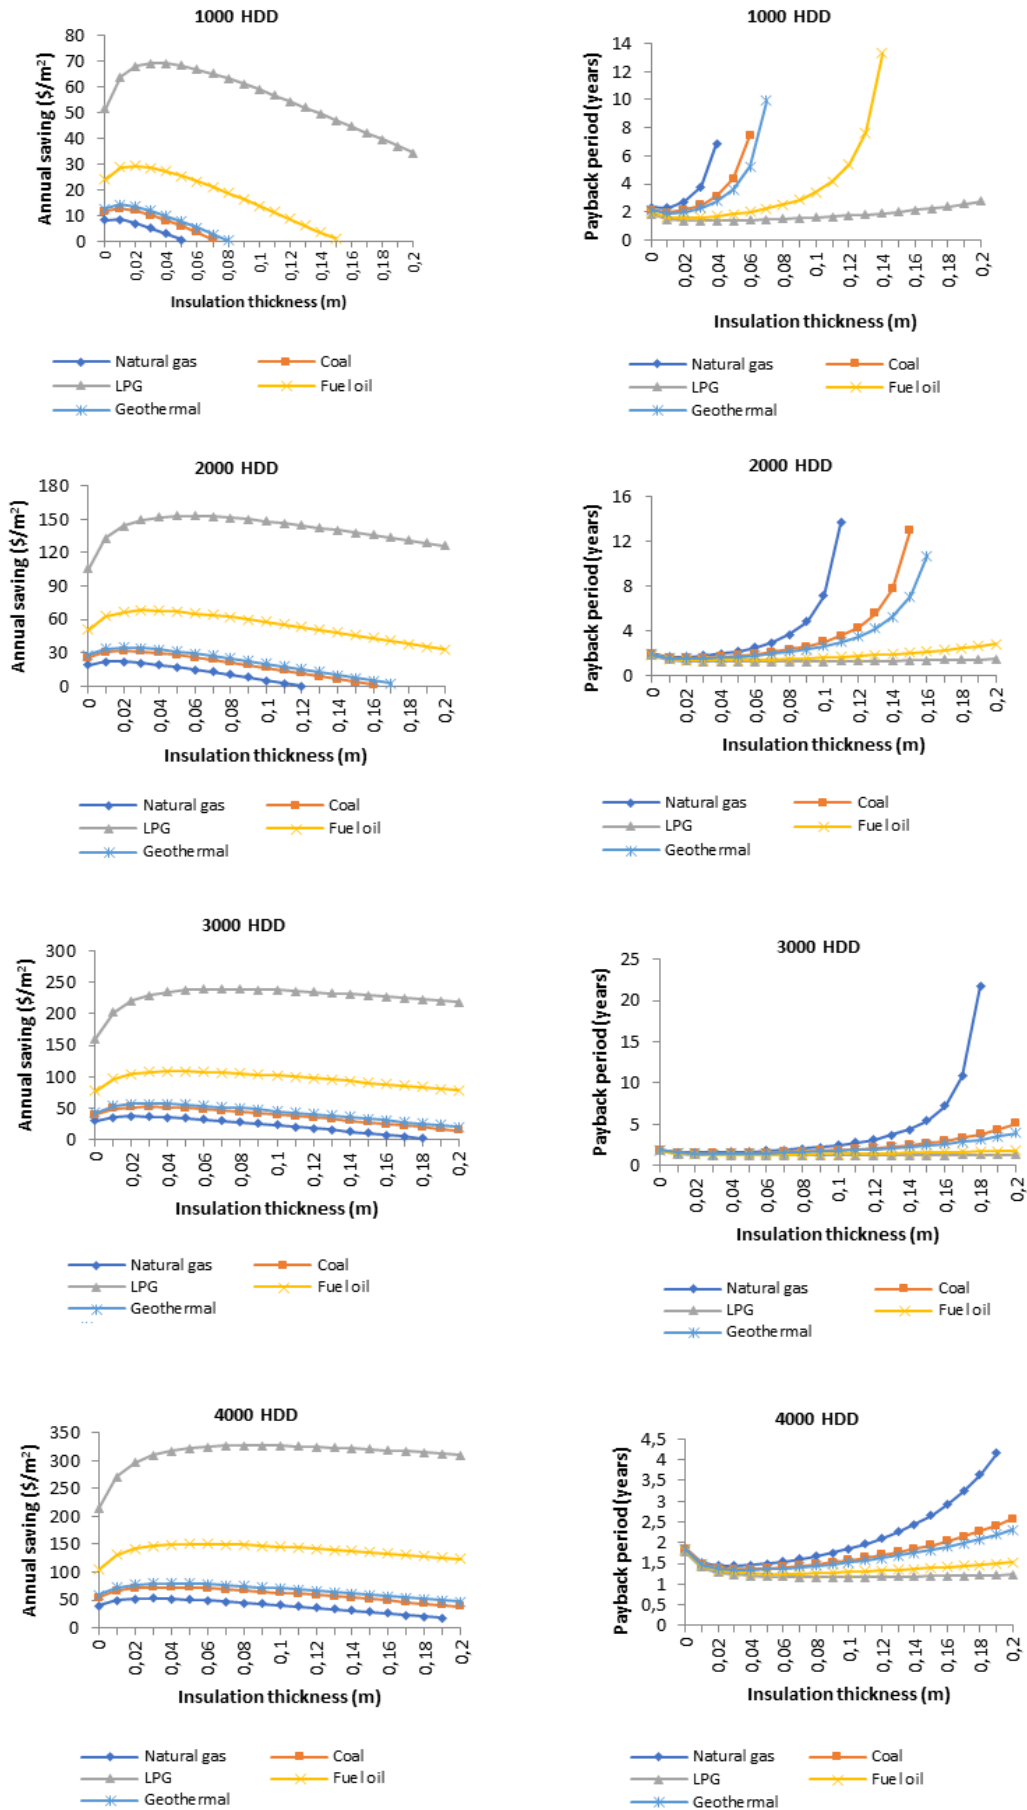 1000 HDD
Annual saving ($/m²)
80
70
60
50
40
30
20
10
0
0
0,02
0,04
0,06
0,08
0,1
0,12
0,14
0,16
0,18
0,2
Insulation thickness (m)
Natural gas
Coal
LPG
Fuel oil
Geothermal
1000 HDD
Payback period (years)
14
12
10
8
6
4
2
0
0
0,02
0,04
0,06
0,08
0,1
0,12
0,14
0,16
0,18
0,2
Insulation thickness (m)
Natural gas
Coal
LPG
Fuel oil
Geothermal
2000 HDD
Annual saving ($/m²)
180
150
120
90
60
30
0
0
0,02
0,04
0,06
0,08
0,1
0,12
0,14
0,16
0,18
0,2
Insulation thickness (m)
Natural gas
Coal
LPG
Fuel oil
Geothermal
2000 HDD
Payback period (years)
16
12
8
4
0
0
0,02
0,04
0,06
0,08
0,1
0,12
0,14
0,16
0,18
0,2
Insulation thickness (m)
Natural gas
Coal
LPG
Fuel oil
Geothermal
3000 HDD
Annual saving ($/m²)
300
250
200
150
100
50
0
0
0,02
0,04
0,06
0,08
0,1
0,12
0,14
0,16
0,18
0,2
Insulation thickness (m)
Natural gas
Coal
LPG
Fuel oil
Geothermal
3000 HDD
Payback period (years)
25
20
15
10
5
0
0
0,02
0,04
0,06
0,08
0,1
0,12
0,14
0,16
0,18
0,2
Insulation thickness (m)
Natural gas
Coal
LPG
Fuel oil
Geothermal
4000 HDD
Annual saving ($/m²)
350
300
250
200
150
100
50
0
0
0,02
0,04
0,06
0,08
0,1
0,12
0,14
0,16
0,18
0,2
Insulation thickness (m)
Natural gas
Coal
LPG
Fuel oil
Geothermal
4000 HDD
Payback period (years)
4,5
4
3,5
3
2,5
2
1,5
1
0,5
0
0
0,02
0,04
0,06
0,08
0,1
0,12
0,14
0,16
0,18
0,2
Insulation thickness (m)
Natural gas
Coal
LPG
Fuel oil
Geothermal